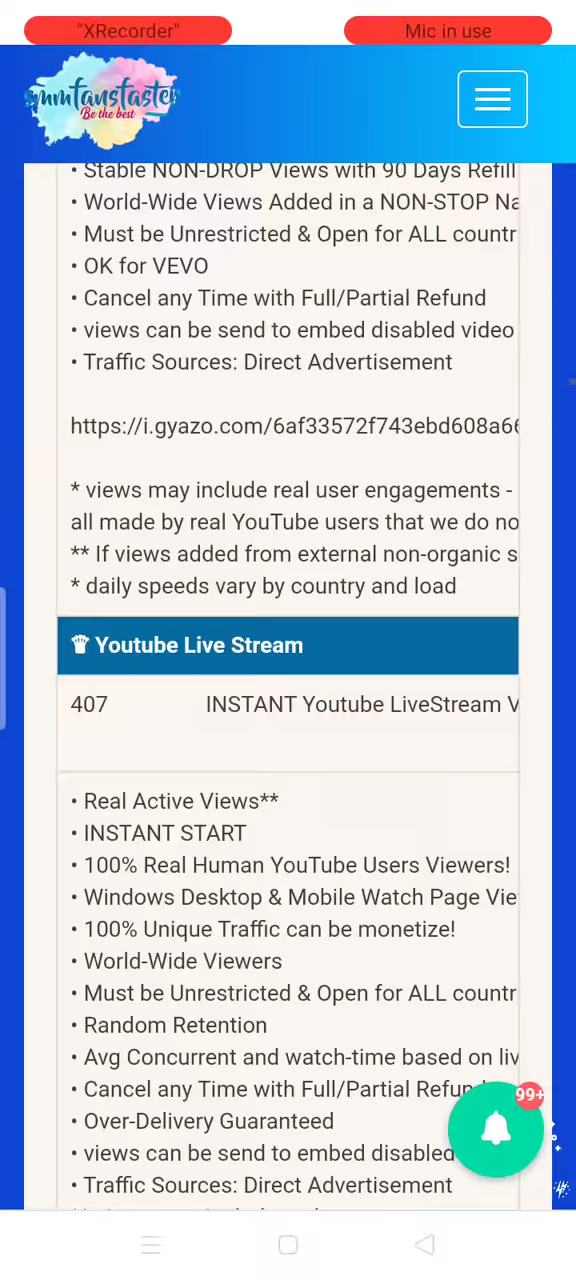 "XRecorder"
Mic in use
smmfansfaster
Be the best
• Stable NON-DROP Views with 90 Days Refill
• World-Wide Views Added in a NON-STOP Na
• Must be Unrestricted & Open for ALL countr
• OK for VEVO
• Cancel any Time with Full/Partial Refund
• views can be send to embed disabled video
• Traffic Sources: Direct Advertisement
https://i.gyazo.com/6af33572f743ebd608a66
* views may include real user engagements -
all made by real YouTube users that we do no
** If views added from external non-organic s
* daily speeds vary by country and load
♛ Youtube Live Stream
407 INSTANT Youtube LiveStream V
• Real Active Views**
• INSTANT START
• 100% Real Human YouTube Users Viewers!
• Windows Desktop & Mobile Watch Page Vie
• 100% Unique Traffic can be monetize!
• World-Wide Viewers
• Must be Unrestricted & Open for ALL countr
• Random Retention
• Avg Concurrent and watch-time based on liv
• Cancel any Time with Full/Partial Refun
99+
• Over-Delivery Guaranteed
• views can be send to embed disabled
• Traffic Sources: Direct Advertisement